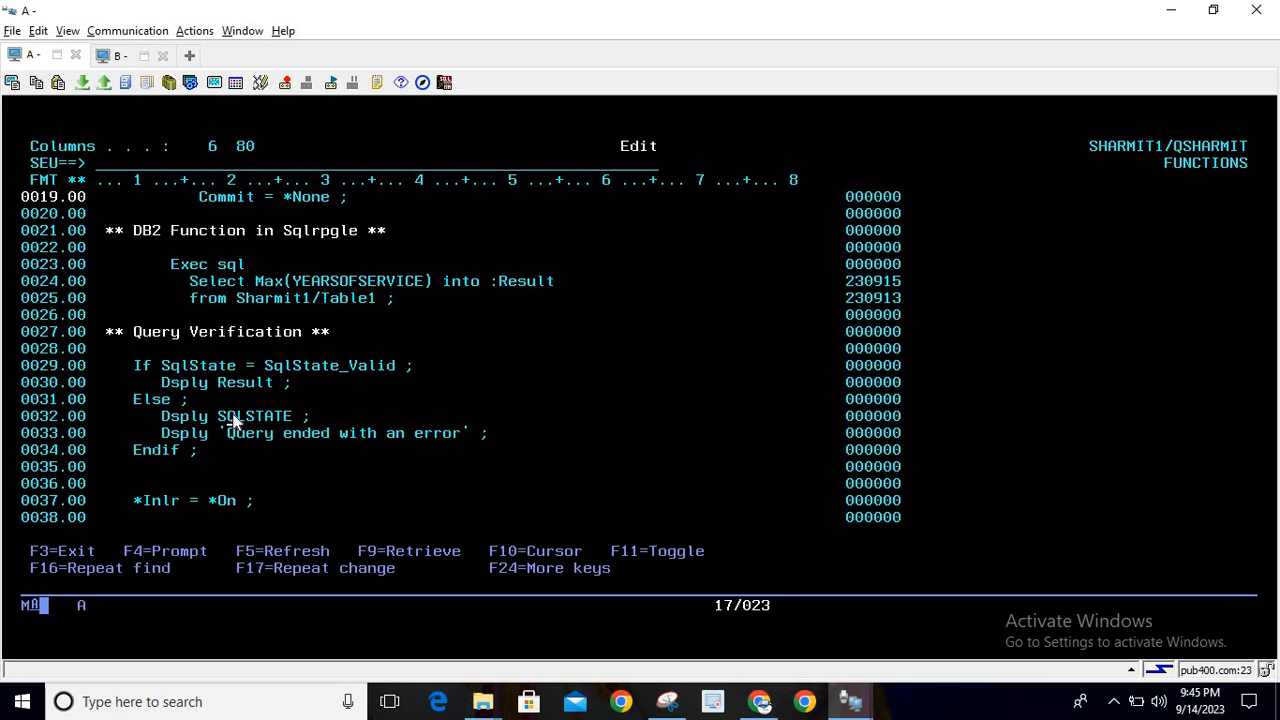 A -
File Edit View Communication Actions Window Help
A - B -
Columns . . . : 6 80 Edit SHARMIT1/QSHARMIT
SEU==> FUNCTIONS
FMT ** ... 1 ...+... 2 ...+... 3 ...+... 4 ...+... 5 ...+... 6 ...+... 7 ...+... 8
0019.00 Commit = *None ; 000000
0020.00 000000
0021.00 ** DB2 Function in Sqlrpgle ** 000000
0022.00 000000
0023.00 Exec sql 000000
0024.00 Select Max(YEARSOFSERVICE) into :Result 230915
0025.00 from Sharmit1/Table1 ; 230913
0026.00 000000
0027.00 ** Query Verification ** 000000
0028.00 000000
0029.00 If SqlState = SqlState_Valid ; 000000
0030.00 Dsply Result ; 000000
0031.00 Else ; 000000
0032.00 Dsply SQLSTATE ; 000000
0033.00 Dsply 'Query ended with an error' ; 000000
0034.00 Endif ; 000000
0035.00 000000
0036.00 000000
0037.00 *Inlr = *On ; 000000
0038.00 000000
F3=Exit F4=Prompt F5=Refresh F9=Retrieve F10=Cursor F11=Toggle
F16=Repeat find F17=Repeat change F24=More keys
MA A 17/023
Activate Windows
Go to Settings to activate Windows.
pub400.com:23
Type here to search
9:45 PM
9/14/2023